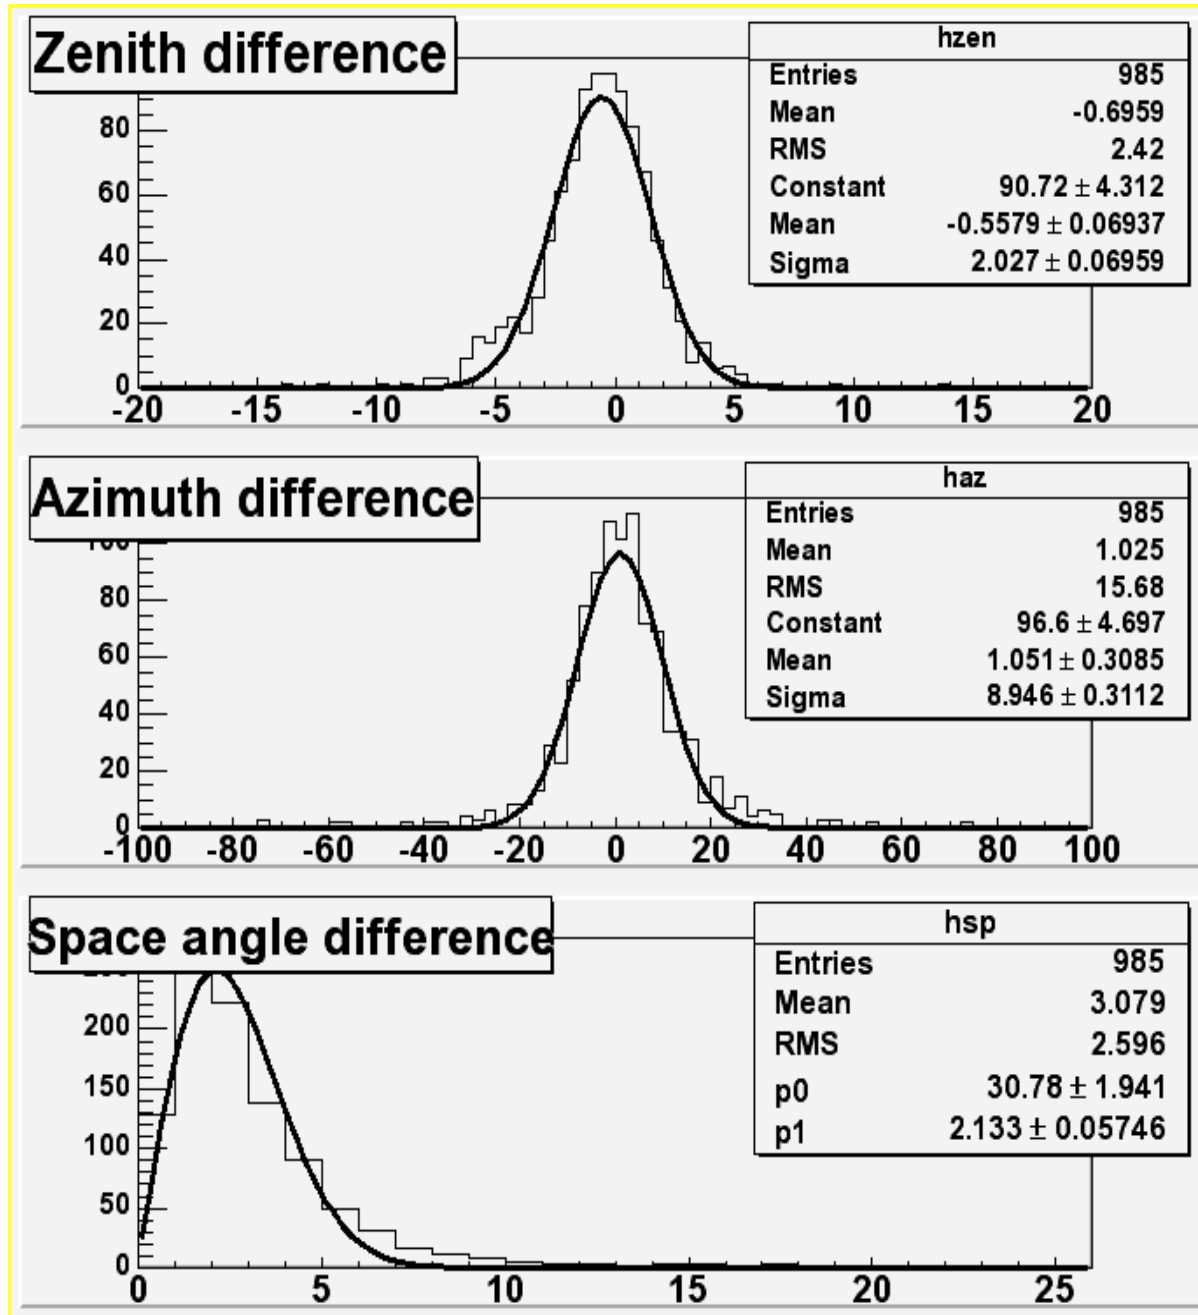 Zenith difference
hzen
Entries 985
Mean -0.6959
RMS 2.42
Constant 90.72 ± 4.312
Mean -0.5579 ± 0.06937
Sigma 2.027 ± 0.06959
80
60
40
20
0
-20 -15 -10 -5 0 5 10 15 20
Azimuth difference
haz
Entries 985
Mean 1.025
RMS 15.68
Constant 96.6 ± 4.697
Mean 1.051 ± 0.3085
Sigma 8.946 ± 0.3112
100
80
60
40
20
0
-100 -80 -60 -40 -20 0 20 40 60 80 100
Space angle difference
hsp
Entries 985
Mean 3.079
RMS 2.596
p0 30.78 ± 1.941
p1 2.133 ± 0.05746
250
200
150
100
50
0
0 5 10 15 20 25